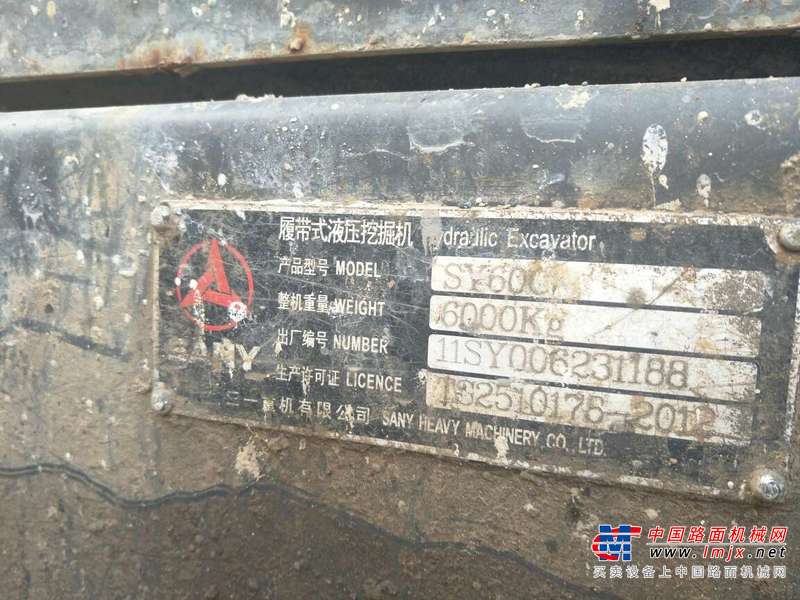 履带式液压挖掘机 ydraulic Excavator
产品型号 MODEL SY60C
整机重量 WEIGHT 6000Kg
出厂编号 NUMBER 11SY006231188
生产许可证 LICENCE
SANY
三一重机有限公司 SANY HEAVY MACHINERY CO., LTD.
中国路面机械网
www.lmjx.net
买卖设备上中国路面机械网